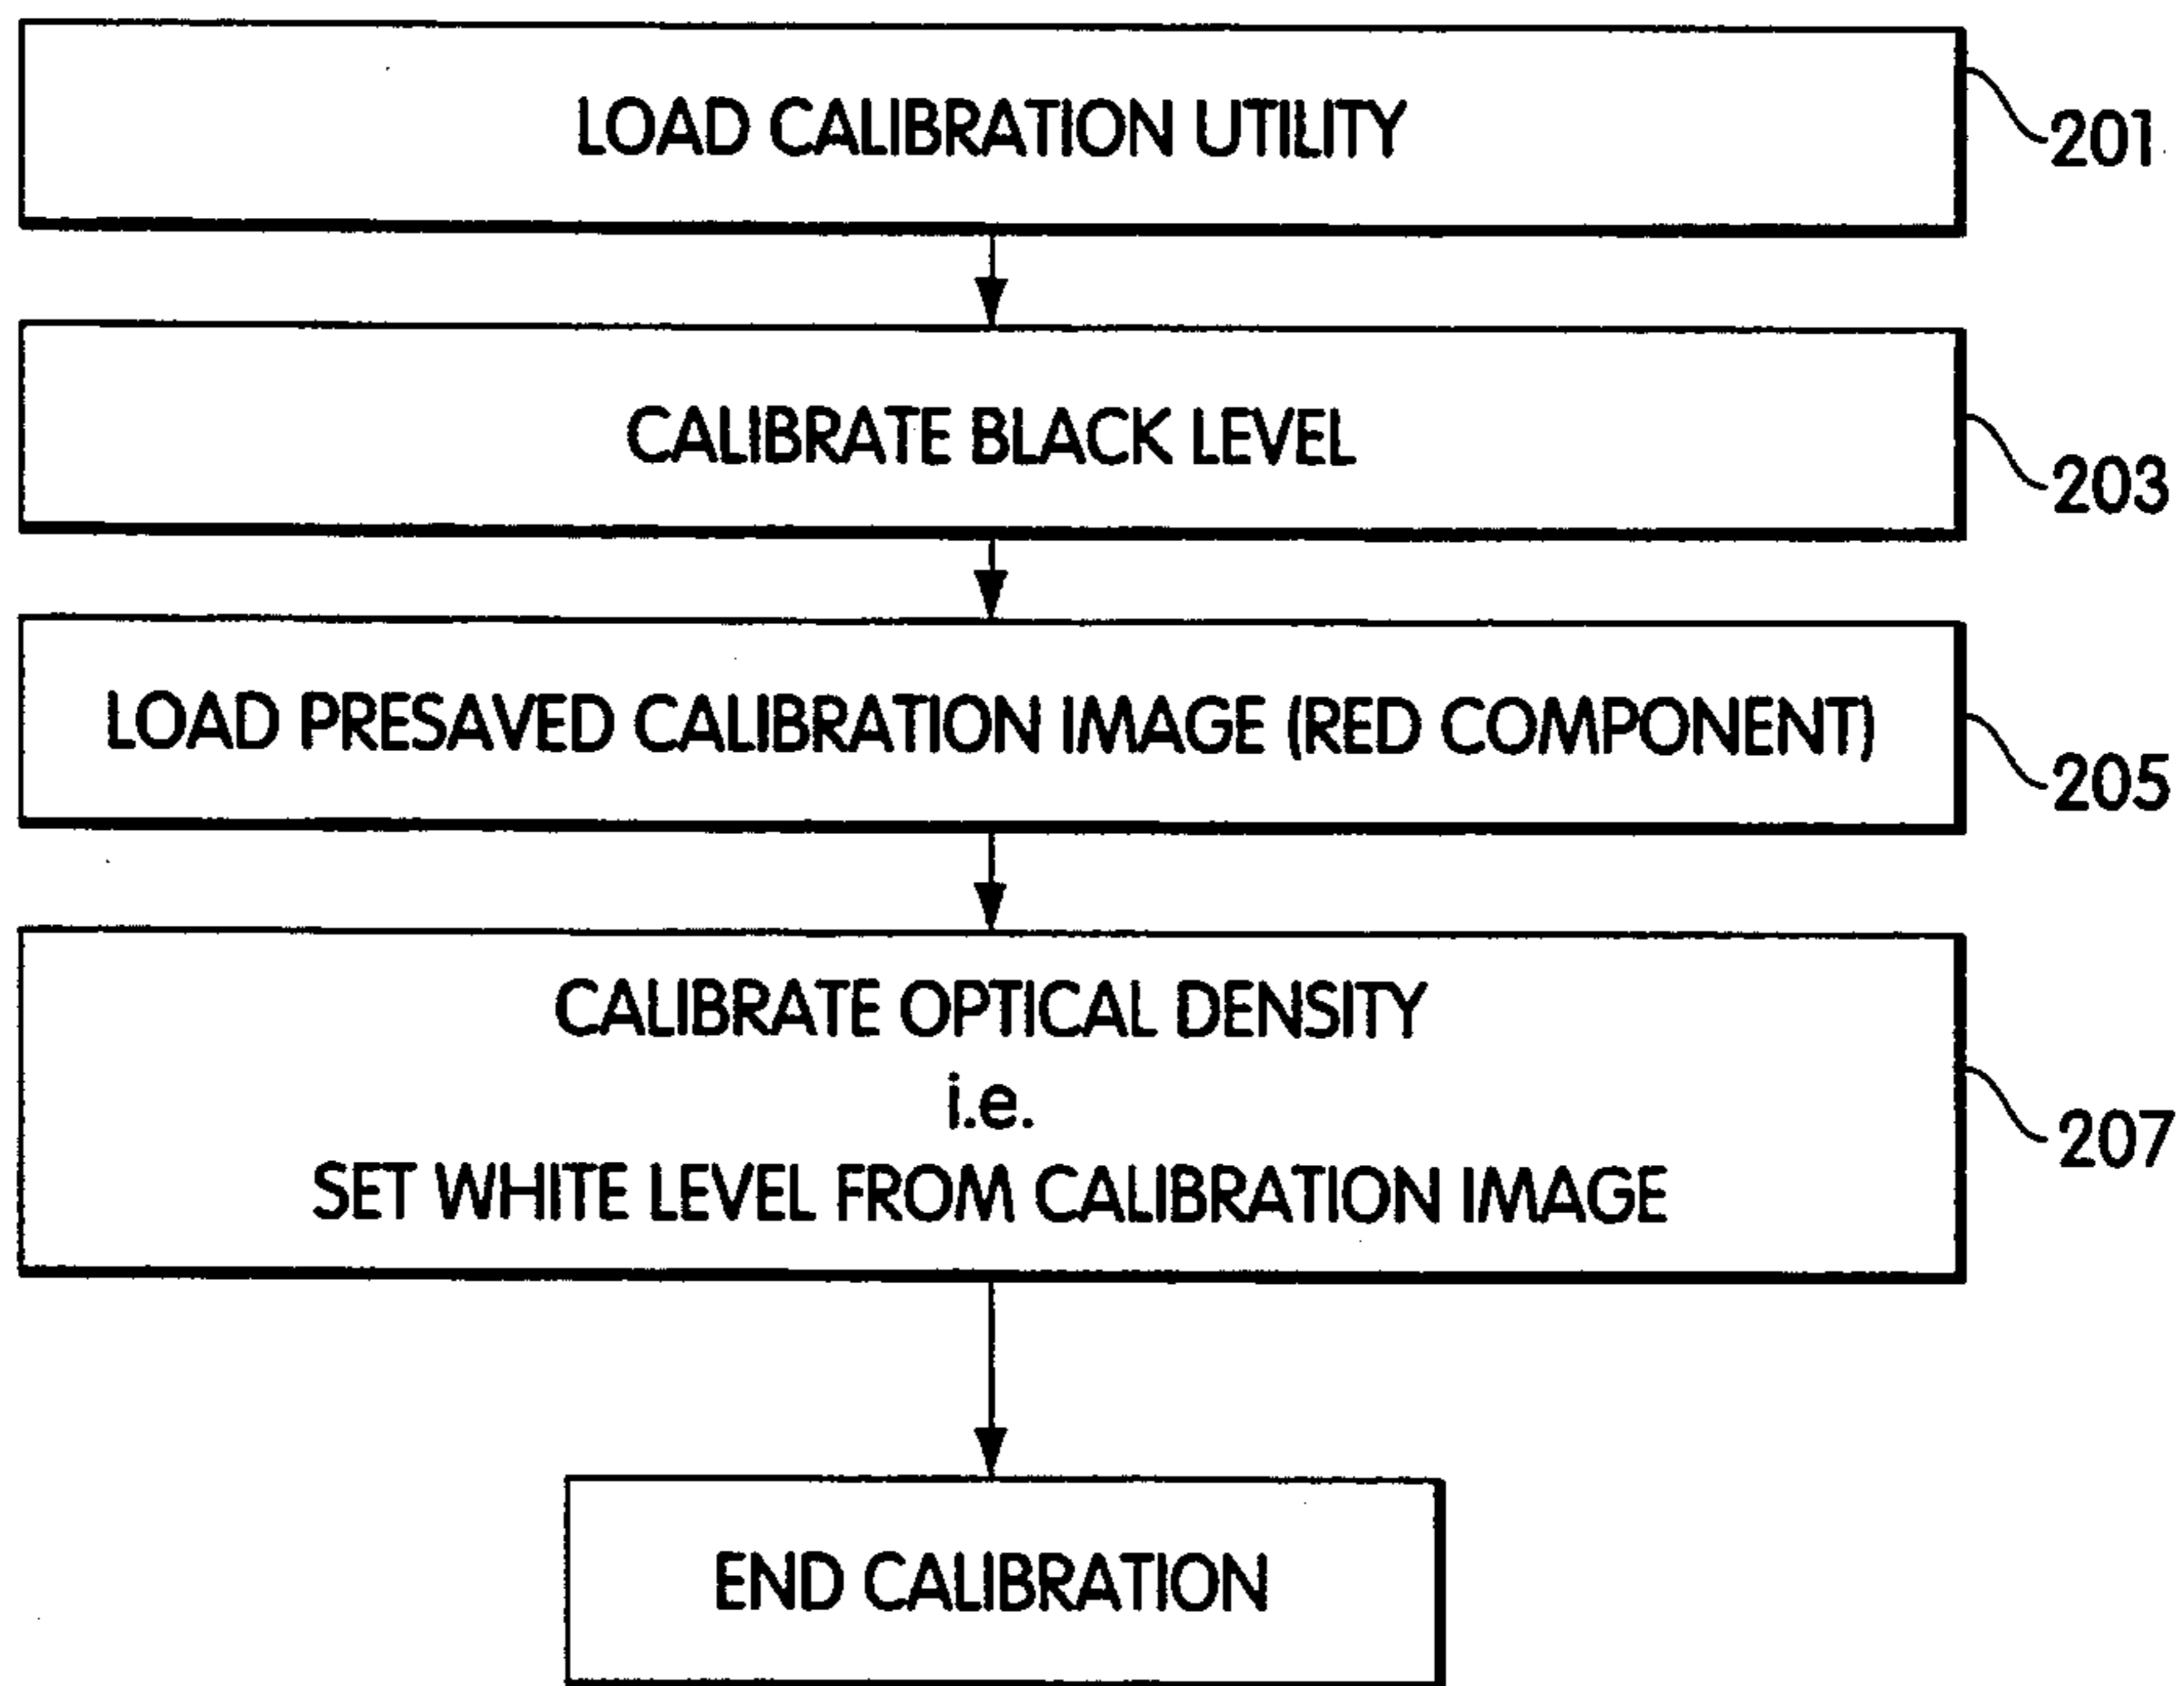 LOAD CALIBRATION UTILITY
201
CALIBRATE BLACK LEVEL
203
LOAD PRESAVED CALIBRATION IMAGE (RED COMPONENT)
205
CALIBRATE OPTICAL DENSITY
i.e.
SET WHITE LEVEL FROM CALIBRATION IMAGE
207
END CALIBRATION